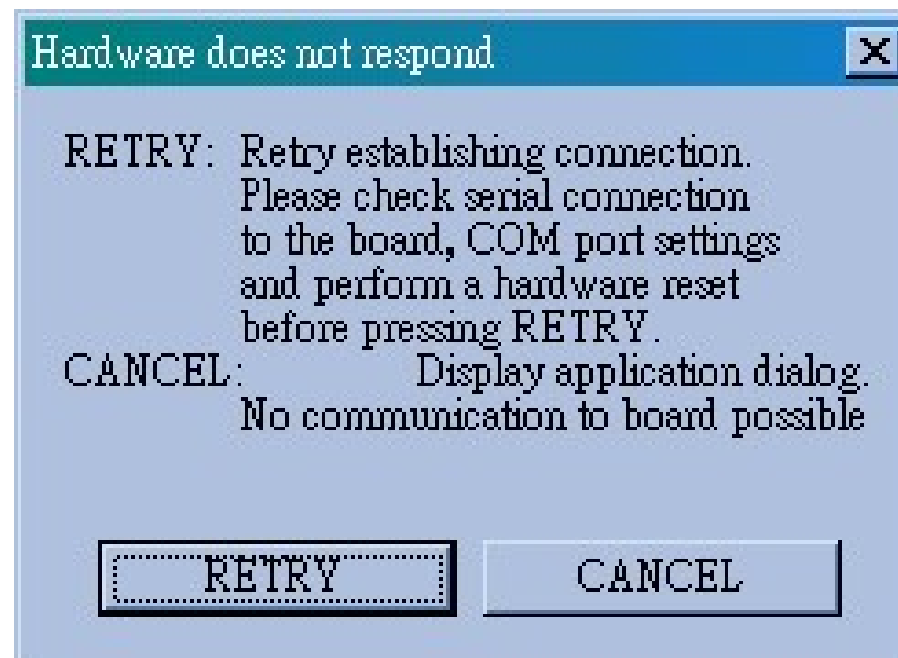 Hardware does not respond
RETRY: Retry establishing connection.
Please check serial connection
to the board, COM port settings
and perform a hardware reset
before pressing RETRY.
CANCEL: Display application dialog.
No communication to board possible
RETRY CANCEL